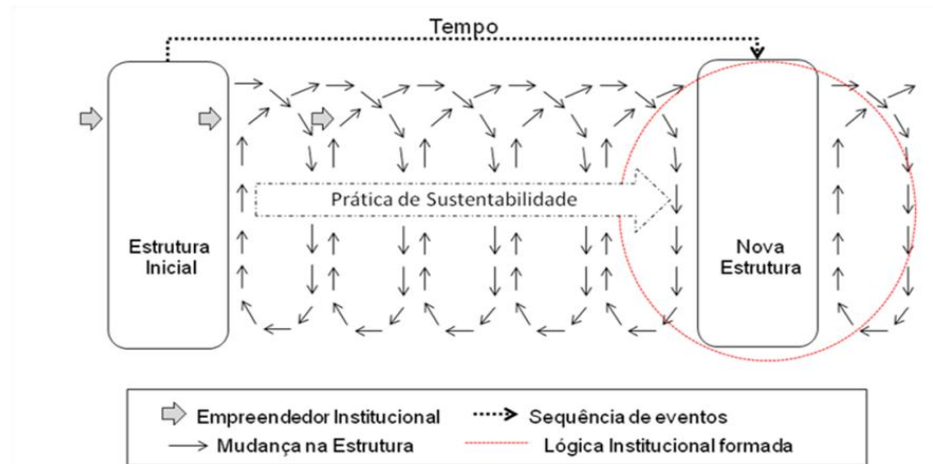 Tempo
Prática de Sustentabilidade
Estrutura
Inicial
Nova
Estrutura
Empreendedor Institucional
Sequência de eventos
Mudança na Estrutura
Lógica Institucional formada